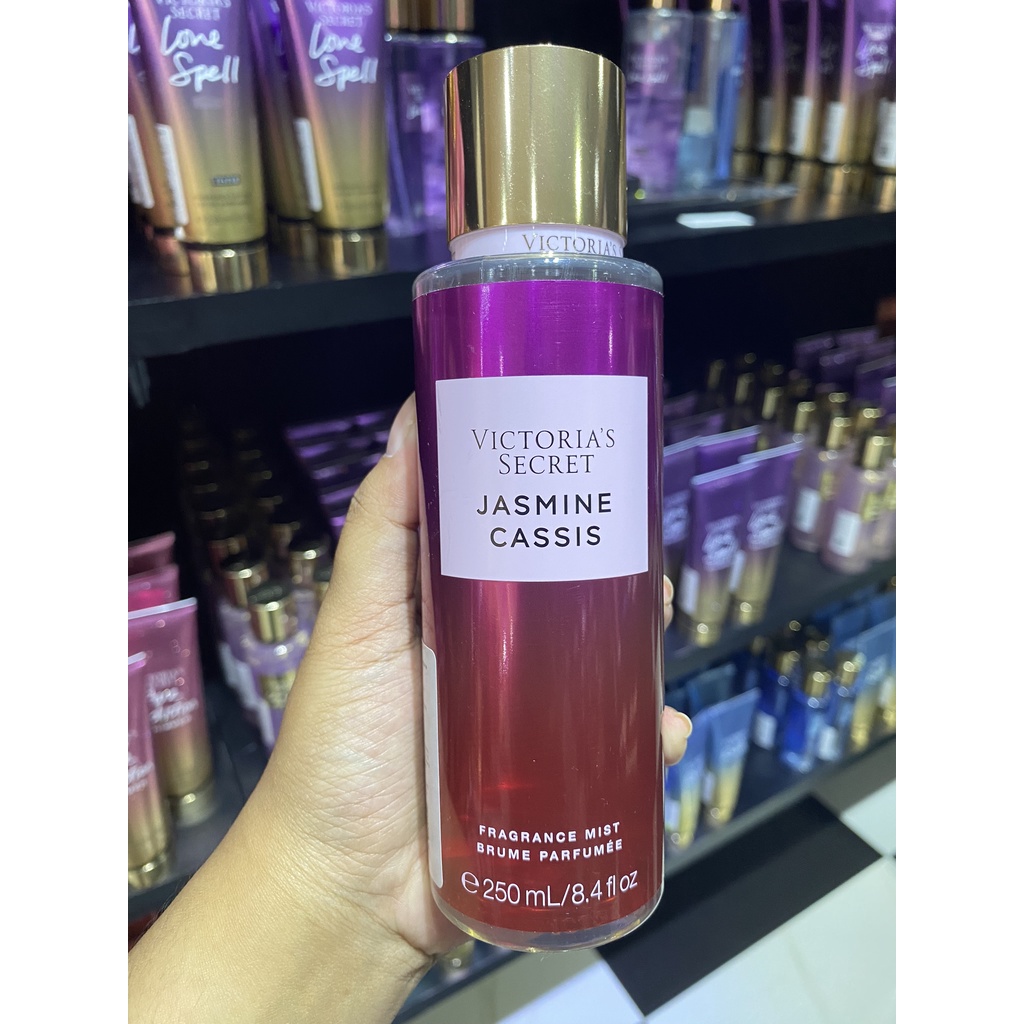 Love
Spell
Love
Spell
VICTORIA'S
VICTORIA'S
SECRET
JASMINE
CASSIS
FRAGRANCE MIST
BRUME PARFUMÉE
℮ 250 mL/8.4 fl oz